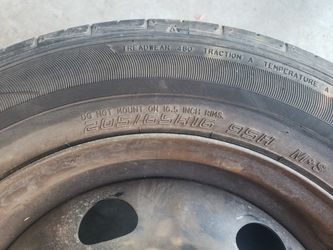 TREADWEAR 480 TRACTION A TEMPERATURE A
DO NOT MOUNT ON 16.5 INCH RIMS.
205/65R16 95H M+S